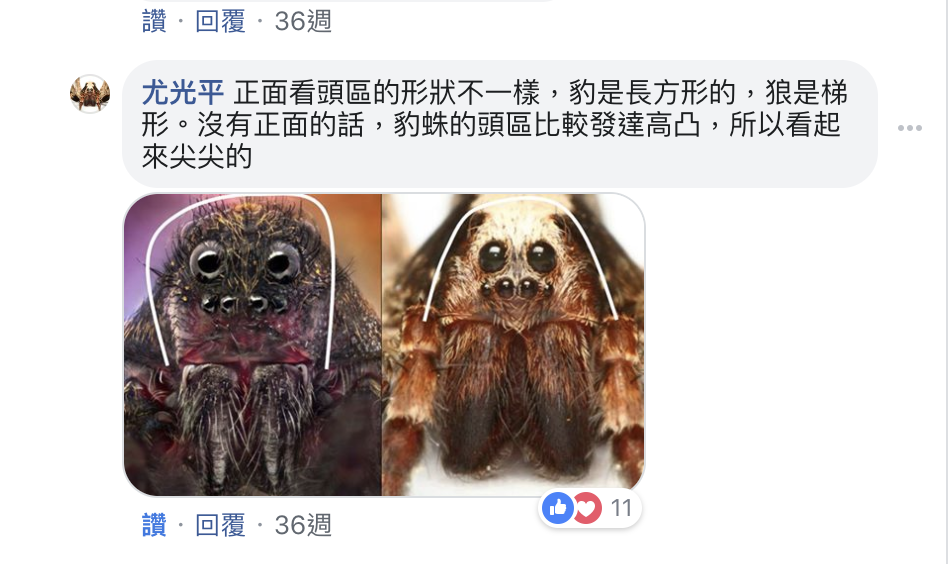 讚 · 回覆 · 36週
尤光平 正面看頭區的形狀不一樣，豹是長方形的，狼是梯
形。沒有正面的話，豹蛛的頭區比較發達高凸，所以看起
來尖尖的
11
讚 · 回覆 · 36週